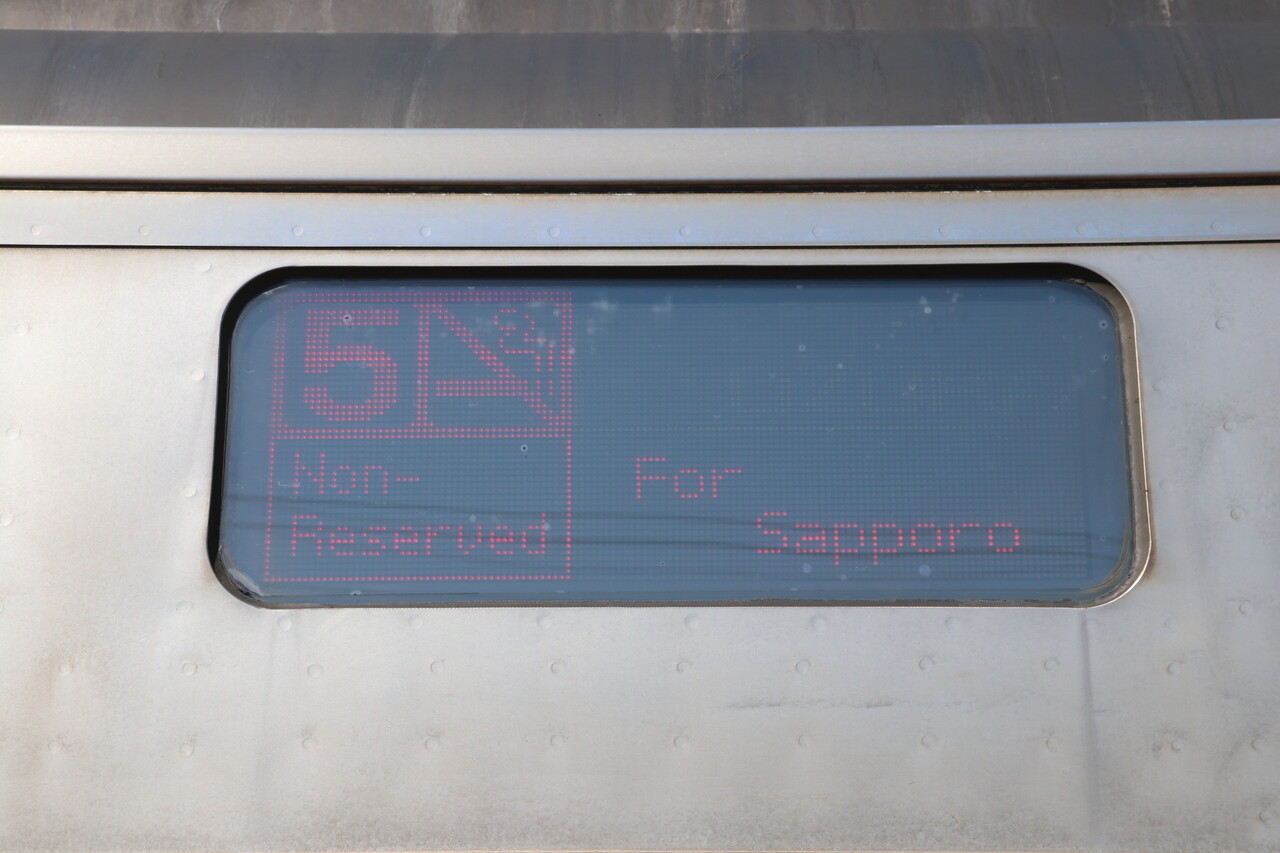 5
Non-
Reserved
For
Sapporo